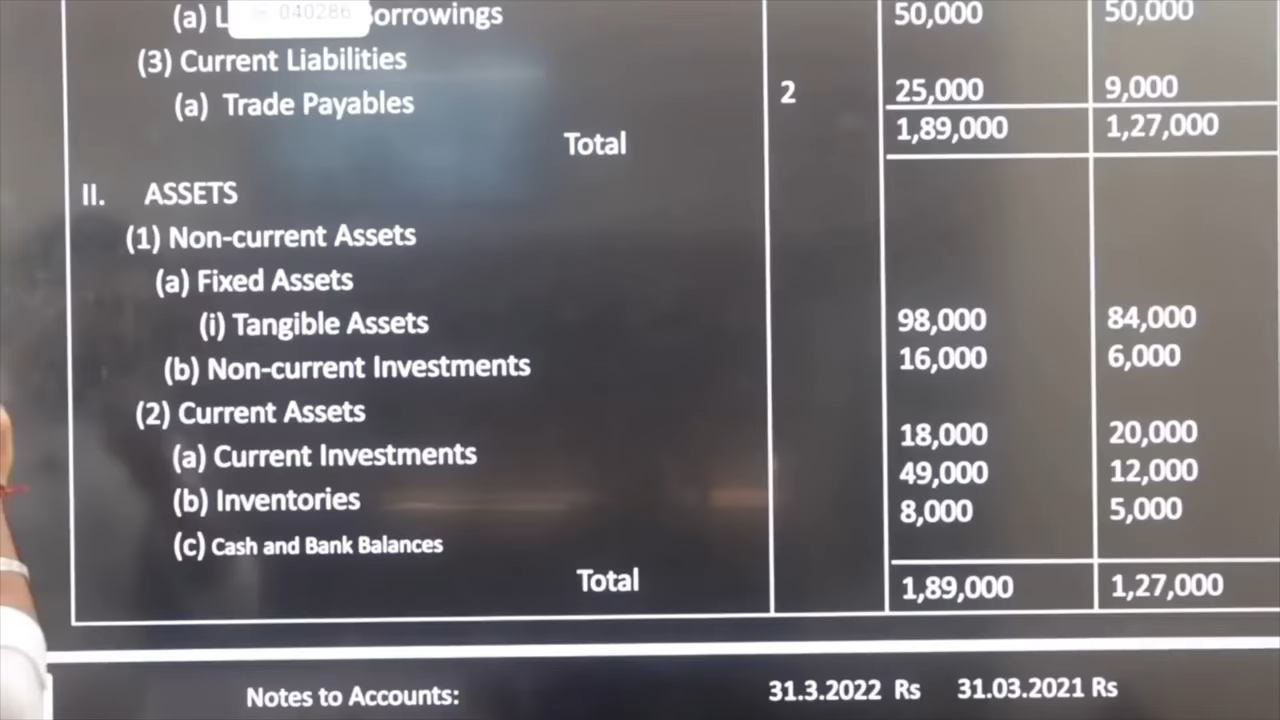 (a) L 040286 orrowings 50,000 50,000
(3) Current Liabilities
(a) Trade Payables 2 25,000 9,000
Total 1,89,000 1,27,000
II. ASSETS
(1) Non-current Assets
(a) Fixed Assets
(i) Tangible Assets 98,000 84,000
(b) Non-current Investments 16,000 6,000
(2) Current Assets
(a) Current Investments 18,000 20,000
(b) Inventories 49,000 12,000
(c) Cash and Bank Balances 8,000 5,000
Total 1,89,000 1,27,000
Notes to Accounts: 31.3.2022 Rs 31.03.2021 Rs